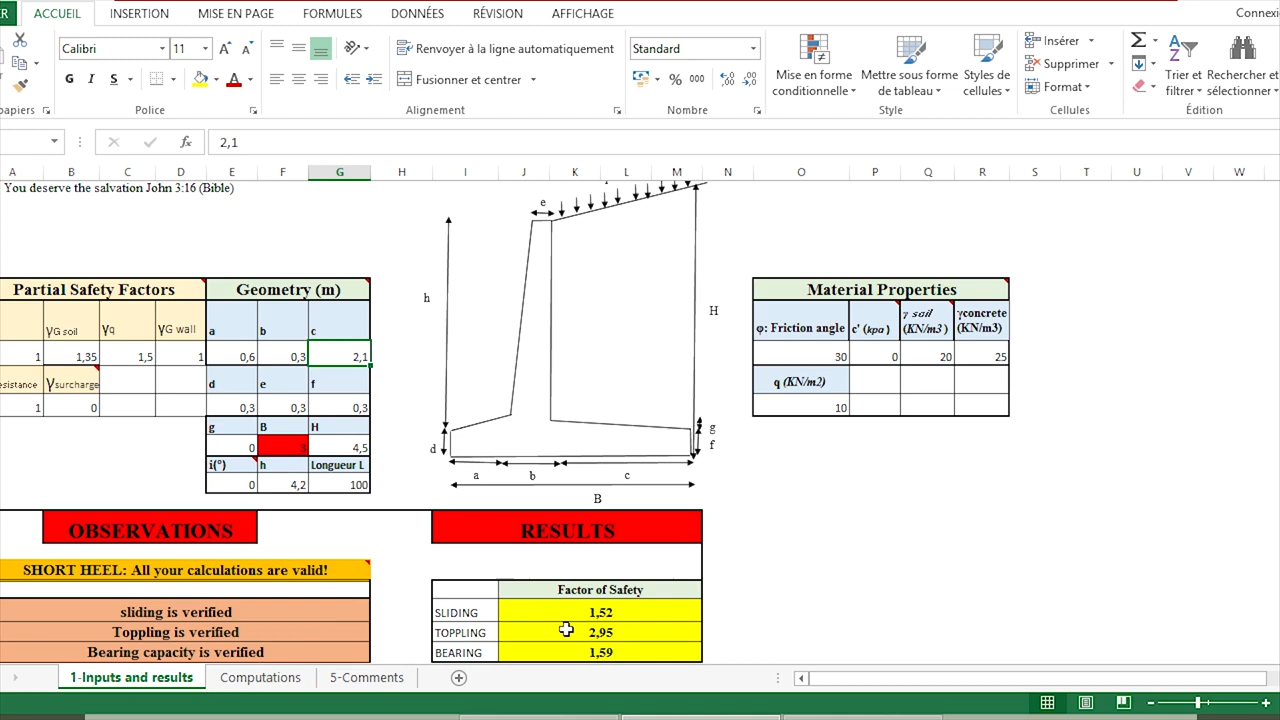 ER ACCUEIL INSERTION MISE EN PAGE FORMULES DONNÉES RÉVISION AFFICHAGE Connexi
Calibri 11 Renvoyer à la ligne automatiquement Standard Insérer
G I S A Fusionner et centrer % 000 Mise en forme conditionnelle Mettre sous forme de tableau Styles de cellules Supprimer Format Trier et filtrer Rechercher et sélectionner
papiers Police Alignement Nombre Style Cellules Édition
fx 2,1
A B C D E F G H I J K L M N O P Q R S T U V W
You deserve the salvation John 3:16 (Bible)
Partial Safety Factors Geometry (m)
γG soil γq γG wall a b c
1 1,35 1,5 1 0,6 0,3 2,1
esistance γsurcharge d e f
1 0 0,3 0,3 0,3
g B H
0 3 4,5
i(°) h Longueur L
0 4,2 100
e
h
H
d
g
f
a b c
B
Material Properties
φ: Friction angle c' (kpa) γ soil (KN/m3) γconcrete (KN/m3)
30 0 20 25
q (KN/m2)
10
OBSERVATIONS
SHORT HEEL: All your calculations are valid!
sliding is verified
Toppling is verified
Bearing capacity is verified
RESULTS
Factor of Safety
SLIDING 1,52
TOPPLING 2,95
BEARING 1,59
1-Inputs and results Computations 5-Comments